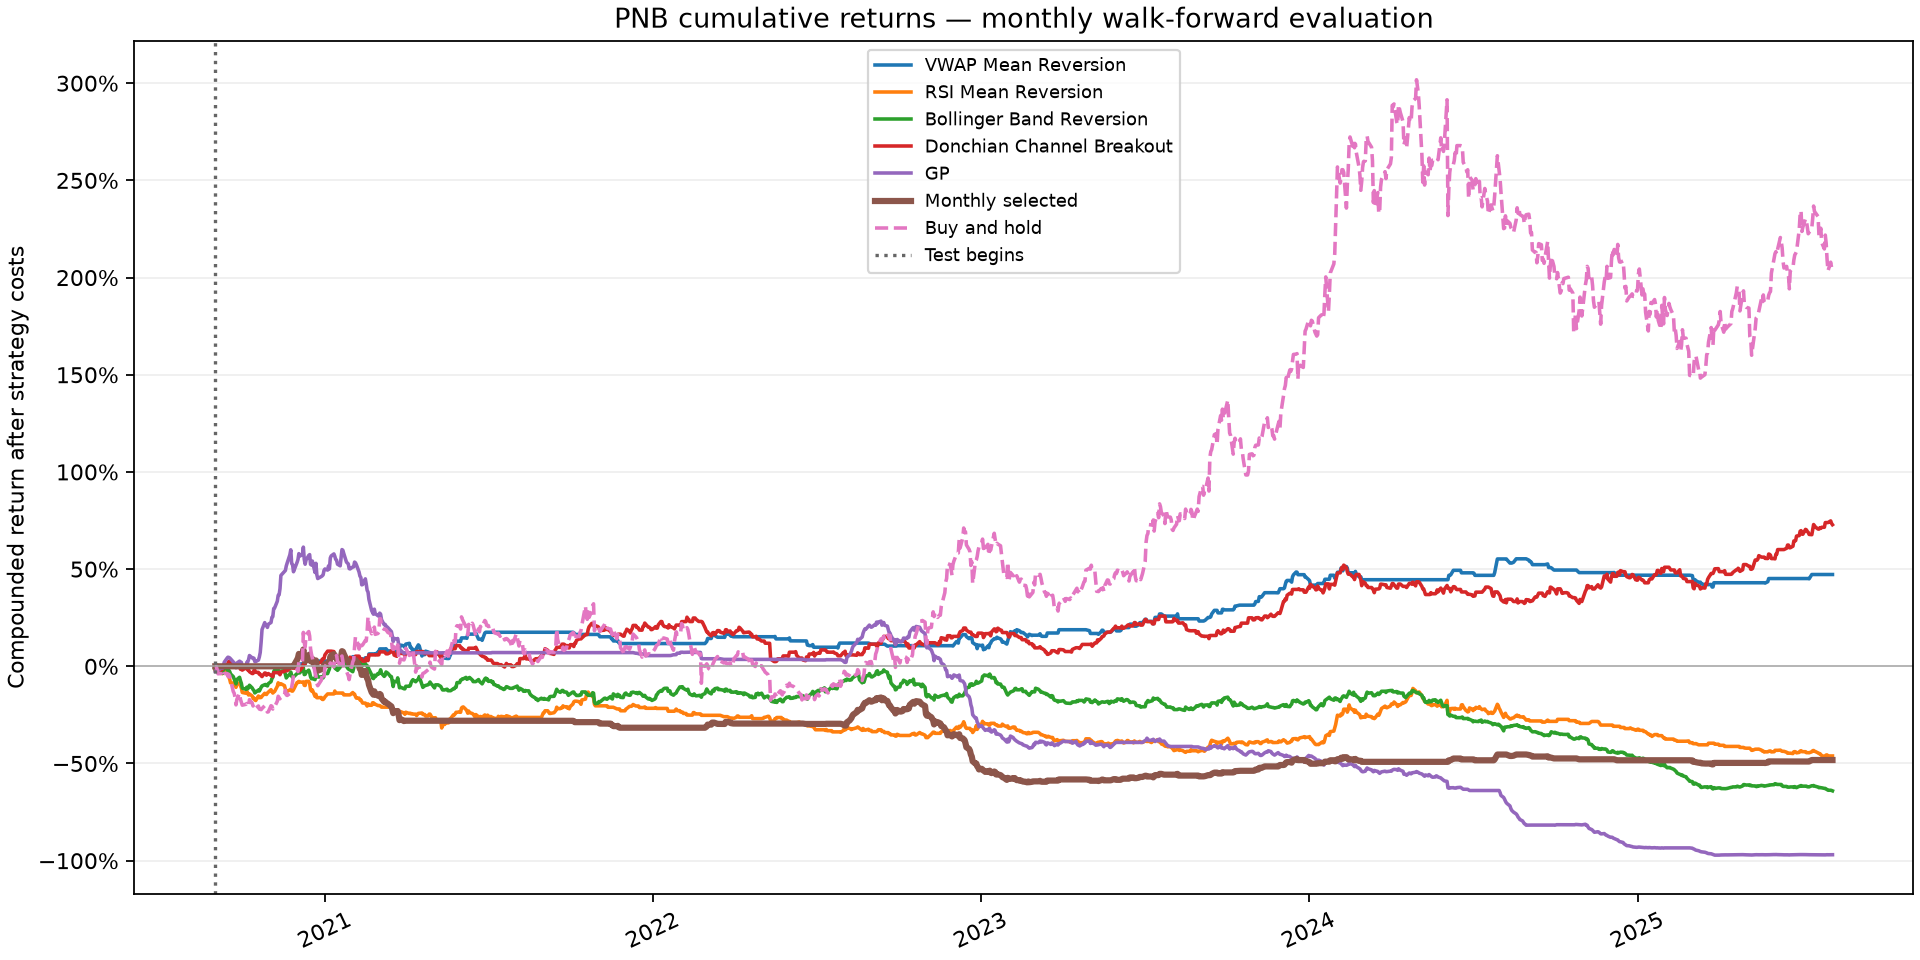 PNB cumulative returns — monthly walk-forward evaluation
Compounded return after strategy costs
300%
250%
200%
150%
100%
50%
0%
−50%
−100%
VWAP Mean Reversion
RSI Mean Reversion
Bollinger Band Reversion
Donchian Channel Breakout
GP
Monthly selected
Buy and hold
Test begins
2021
2022
2023
2024
2025